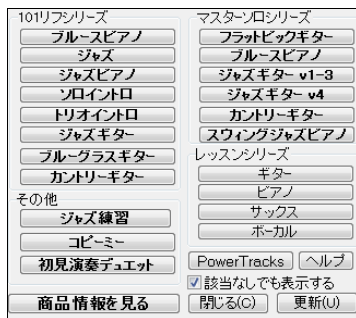 101リフシリーズ
ブルースピアノ
ジャズ
ジャズピアノ
ソロイントロ
トリオイントロ
ジャズギター
ブルーグラスギター
カントリーギター
その他
ジャズ練習
コピーミー
初見演奏デュエット
商品情報を見る
マスターソロシリーズ
フラットピックギター
ブルースピアノ
ジャズギター v1-3
ジャズギター v4
カントリーギター
スウィングジャズピアノ
レッスンシリーズ
ギター
ピアノ
サックス
ボーカル
PowerTracks
ヘルプ
該当なしでも表示する
閉じる(C)
更新(U)